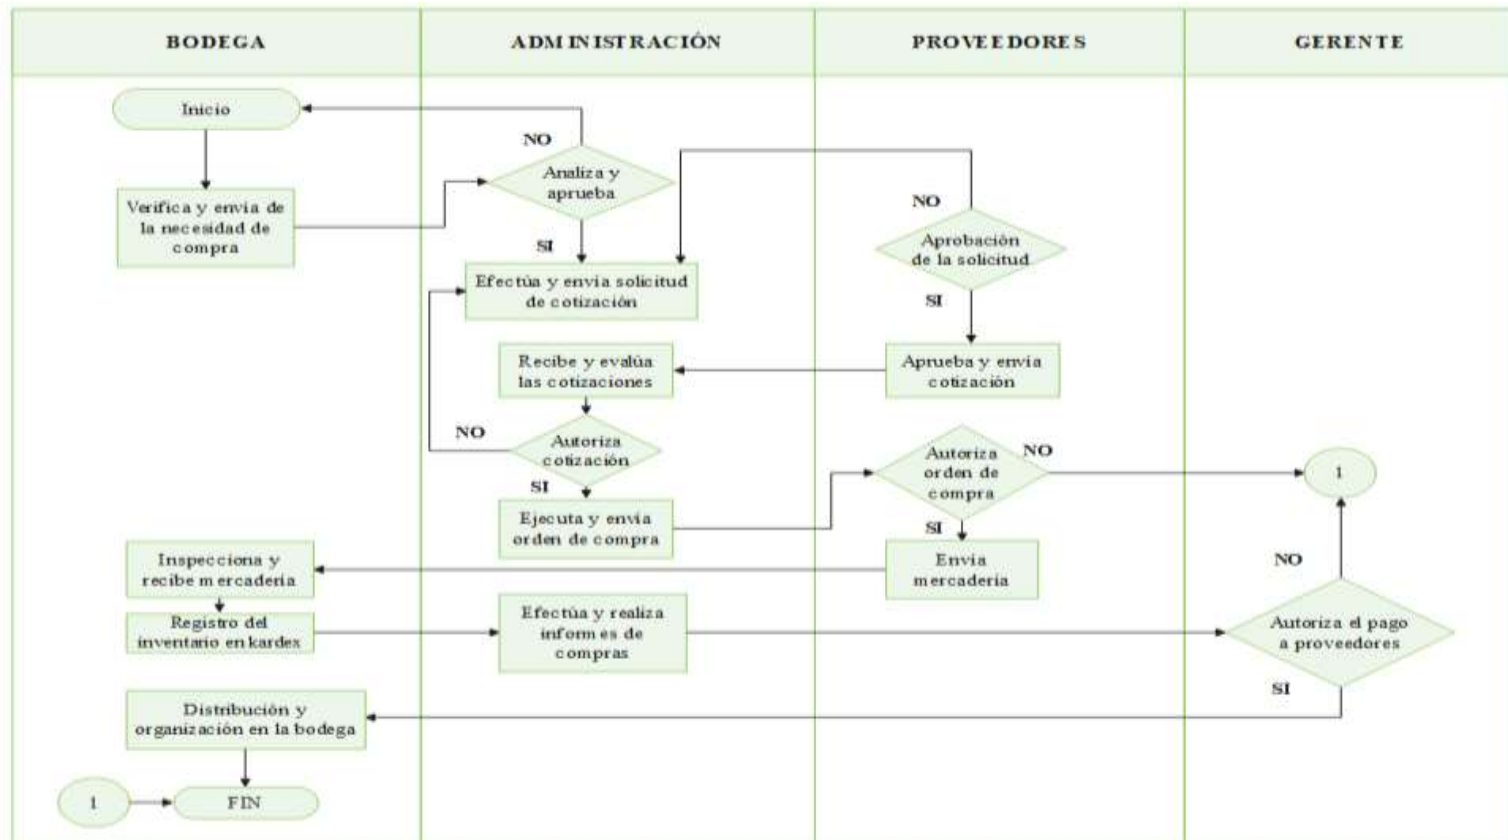 BODEGA
ADMINISTRACIÓN
PROVEEDORES
GERENTE
Inicio
NO
Analiza y
aprueba
Verifica y envia de
la necesidad de
compra
SI
NO
Aprobación
de la solicitud
Efectúa y envia solicitud
de cotización
SI
Recibe y evalúa
las cotizaciones
Aprueba y envia
cotización
NO
Autoriza
cotización
SI
Autoriza
orden de
compra
NO
1
Ejecuta y envia
orden de compra
SI
Inspecciona y
recibe mercaderia
Envia
mercaderia
NO
Registro del
inventario en kardex
Efectúa y realiza
informes de
compras
Autoriza el pago
a proveedores
SI
Distribución y
organización en la bodega
1
FIN